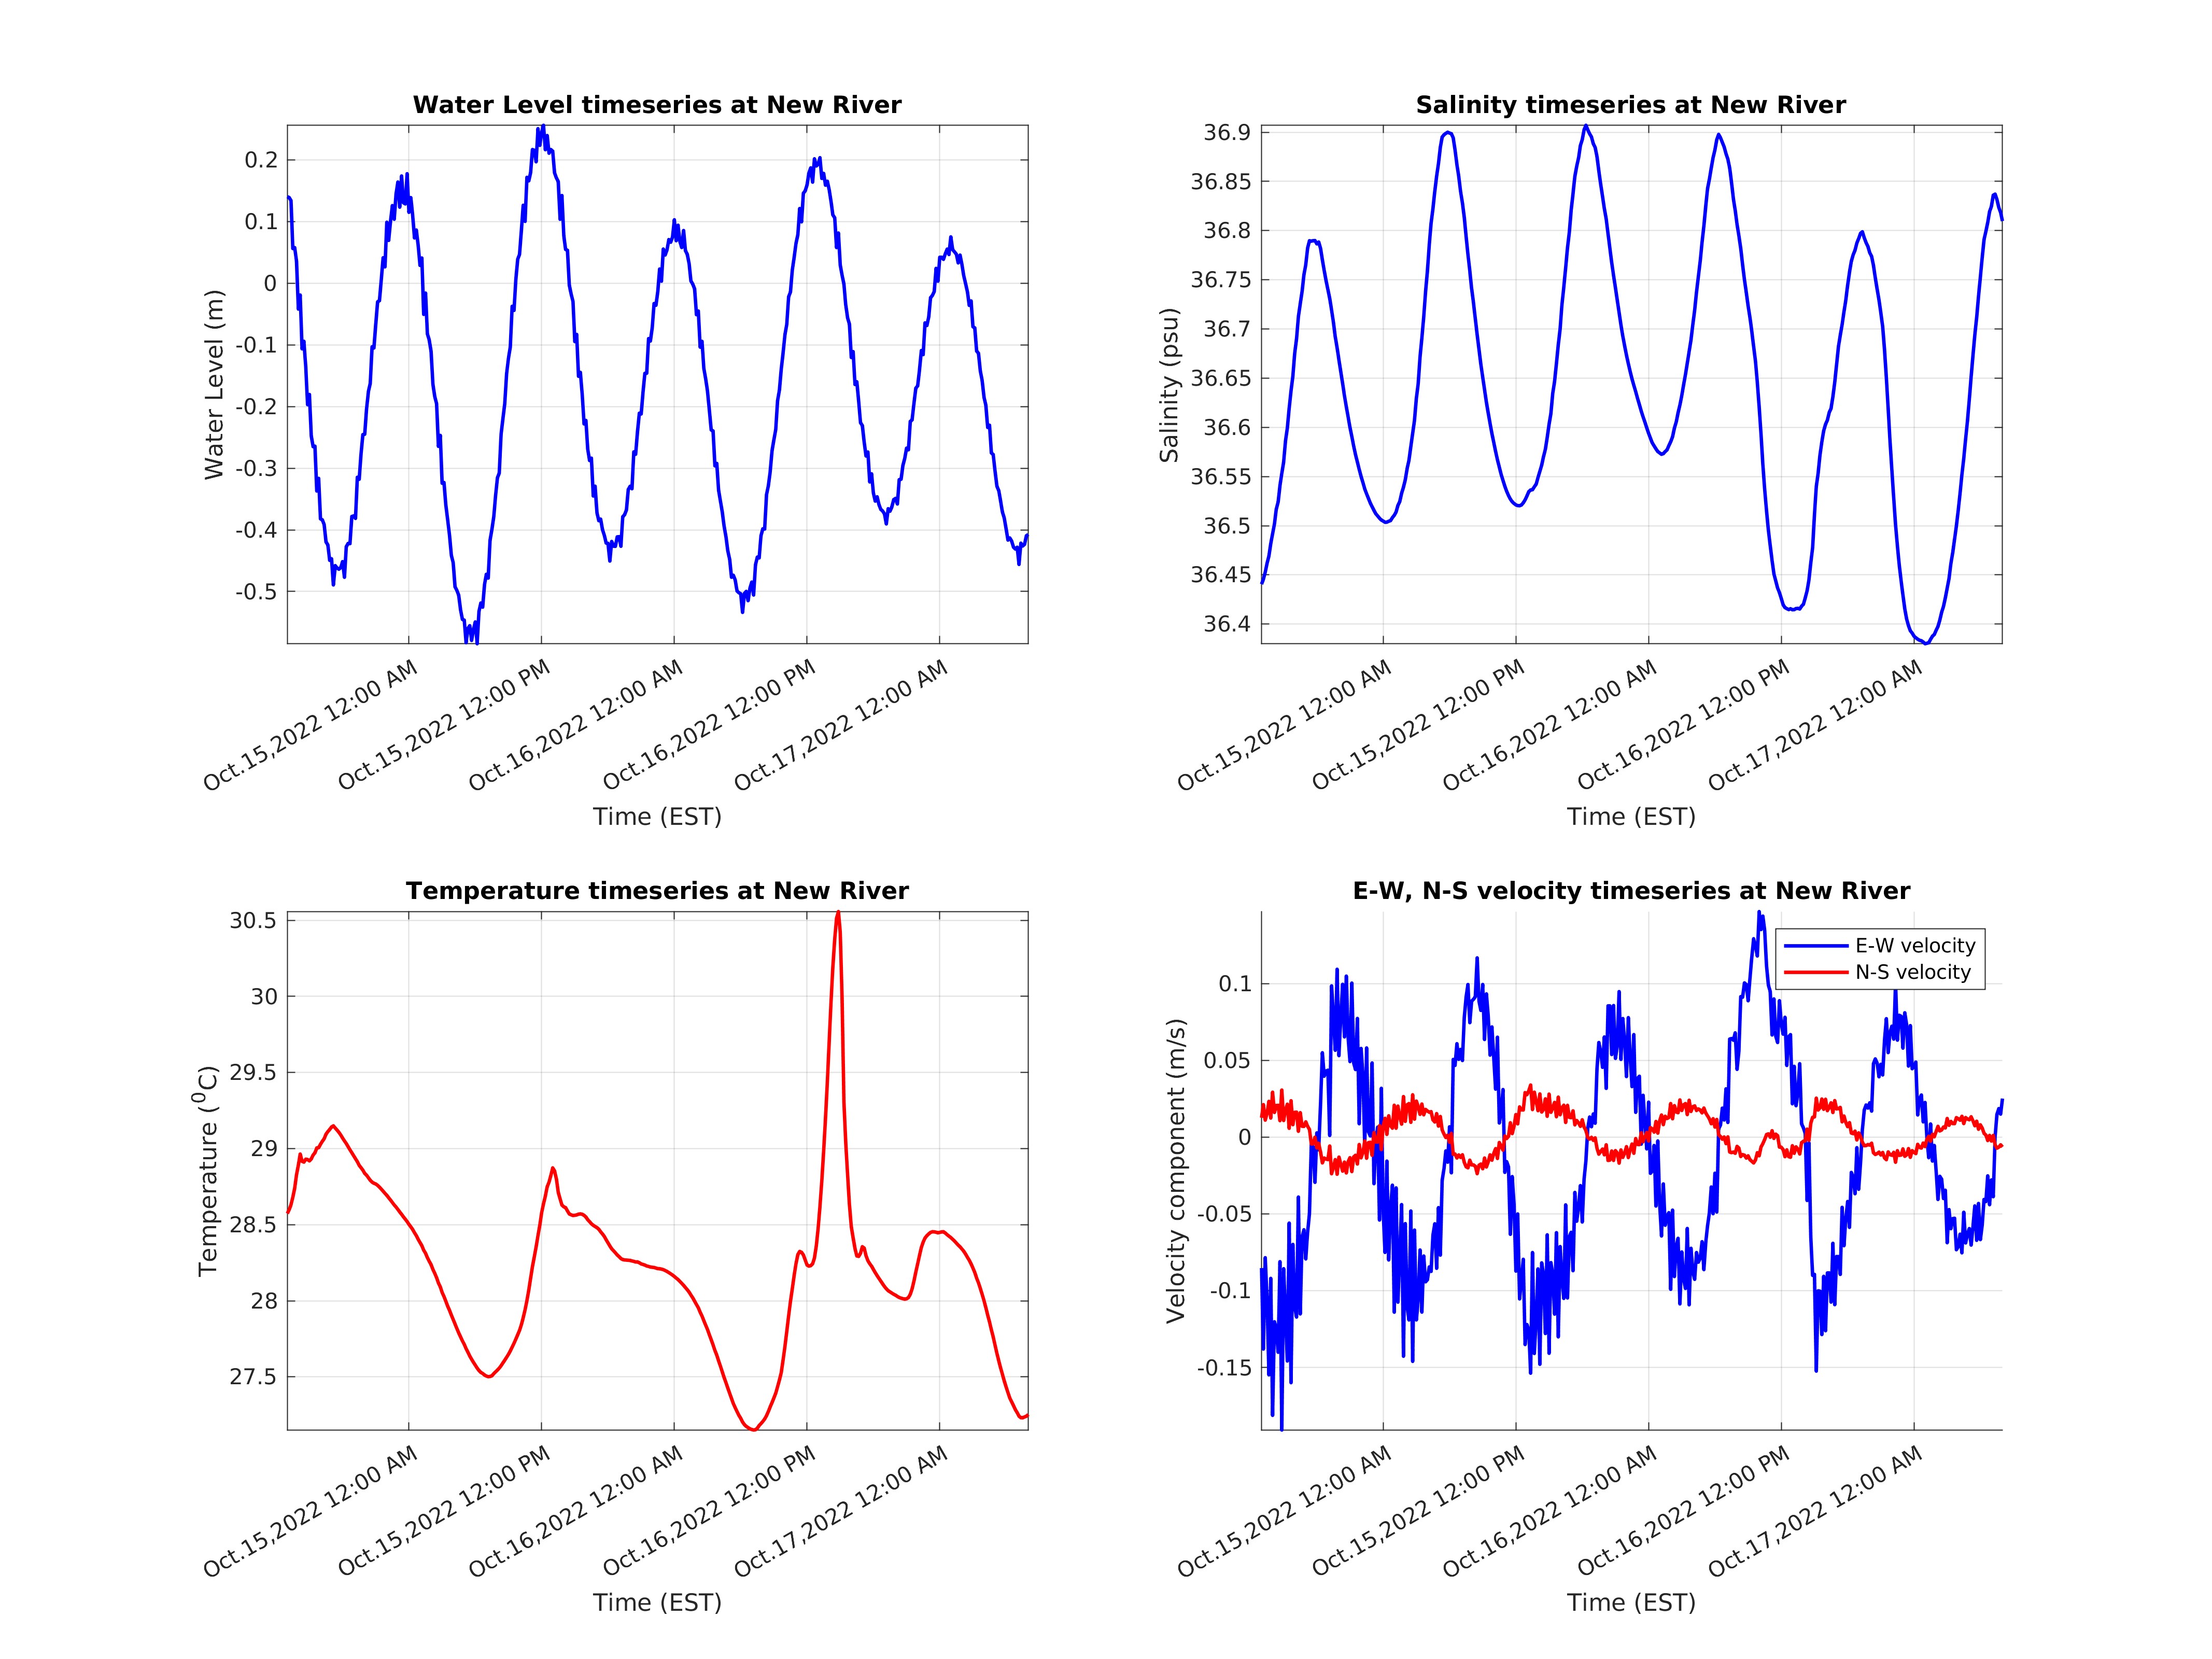 Water Level timeseries at New River
Water Level (m)
0.2
0.1
0
-0.1
-0.2
-0.3
-0.4
-0.5
Oct.15,2022 12:00 AM
Oct.15,2022 12:00 PM
Oct.16,2022 12:00 AM
Oct.16,2022 12:00 PM
Oct.17,2022 12:00 AM
Time (EST)
Salinity timeseries at New River
Salinity (psu)
36.9
36.85
36.8
36.75
36.7
36.65
36.6
36.55
36.5
36.45
36.4
Oct.15,2022 12:00 AM
Oct.15,2022 12:00 PM
Oct.16,2022 12:00 AM
Oct.16,2022 12:00 PM
Oct.17,2022 12:00 AM
Time (EST)
Temperature timeseries at New River
Temperature (⁰C)
30.5
30
29.5
29
28.5
28
27.5
Oct.15,2022 12:00 AM
Oct.15,2022 12:00 PM
Oct.16,2022 12:00 AM
Oct.16,2022 12:00 PM
Oct.17,2022 12:00 AM
Time (EST)
E-W, N-S velocity timeseries at New River
Velocity component (m/s)
0.1
0.05
0
-0.05
-0.1
-0.15
E-W velocity
N-S velocity
Oct.15,2022 12:00 AM
Oct.15,2022 12:00 PM
Oct.16,2022 12:00 AM
Oct.16,2022 12:00 PM
Oct.17,2022 12:00 AM
Time (EST)